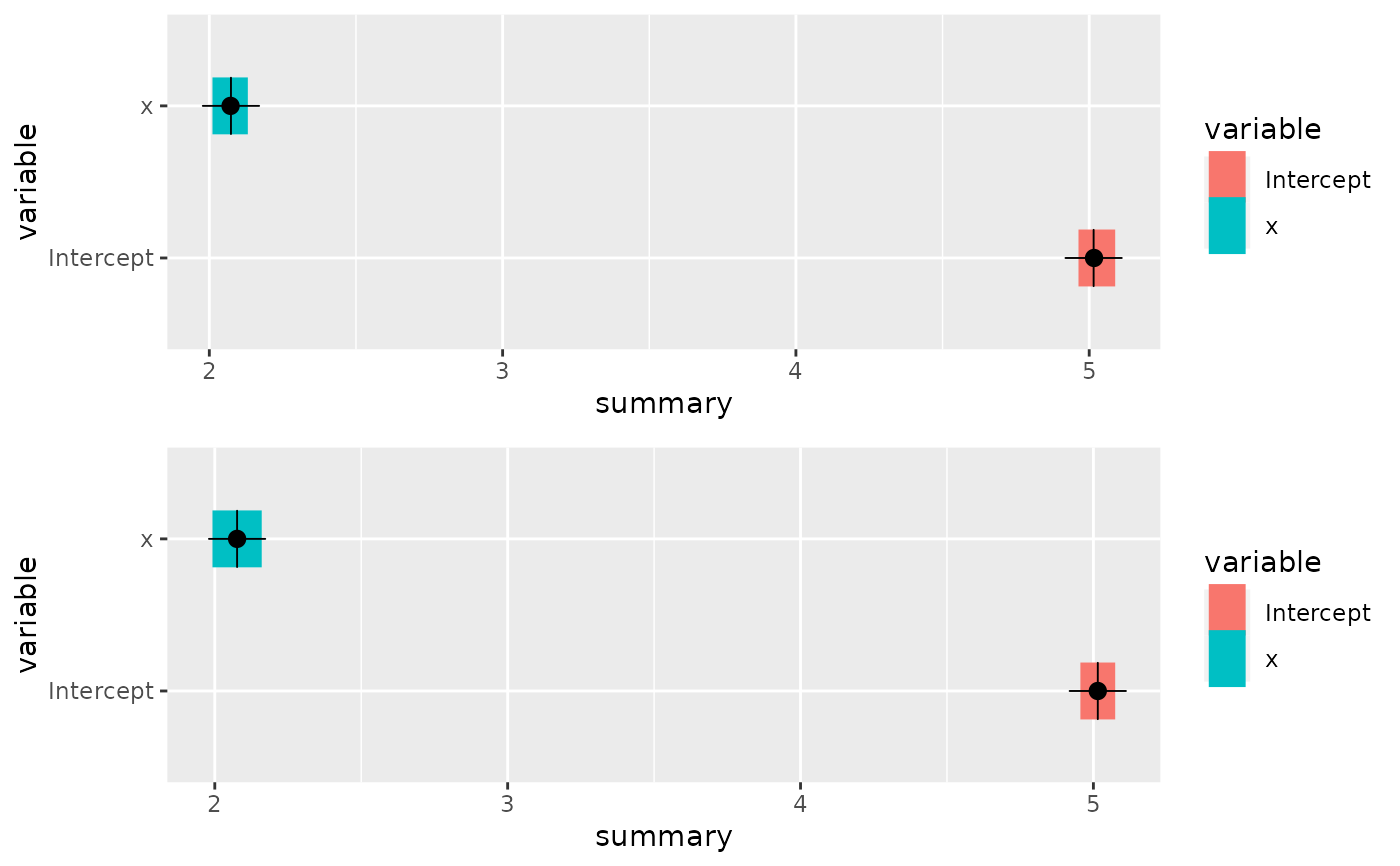 variable
x
Intercept
2 3 4 5
summary
variable
Intercept
x
variable
x
Intercept
2 3 4 5
summary
variable
Intercept
x